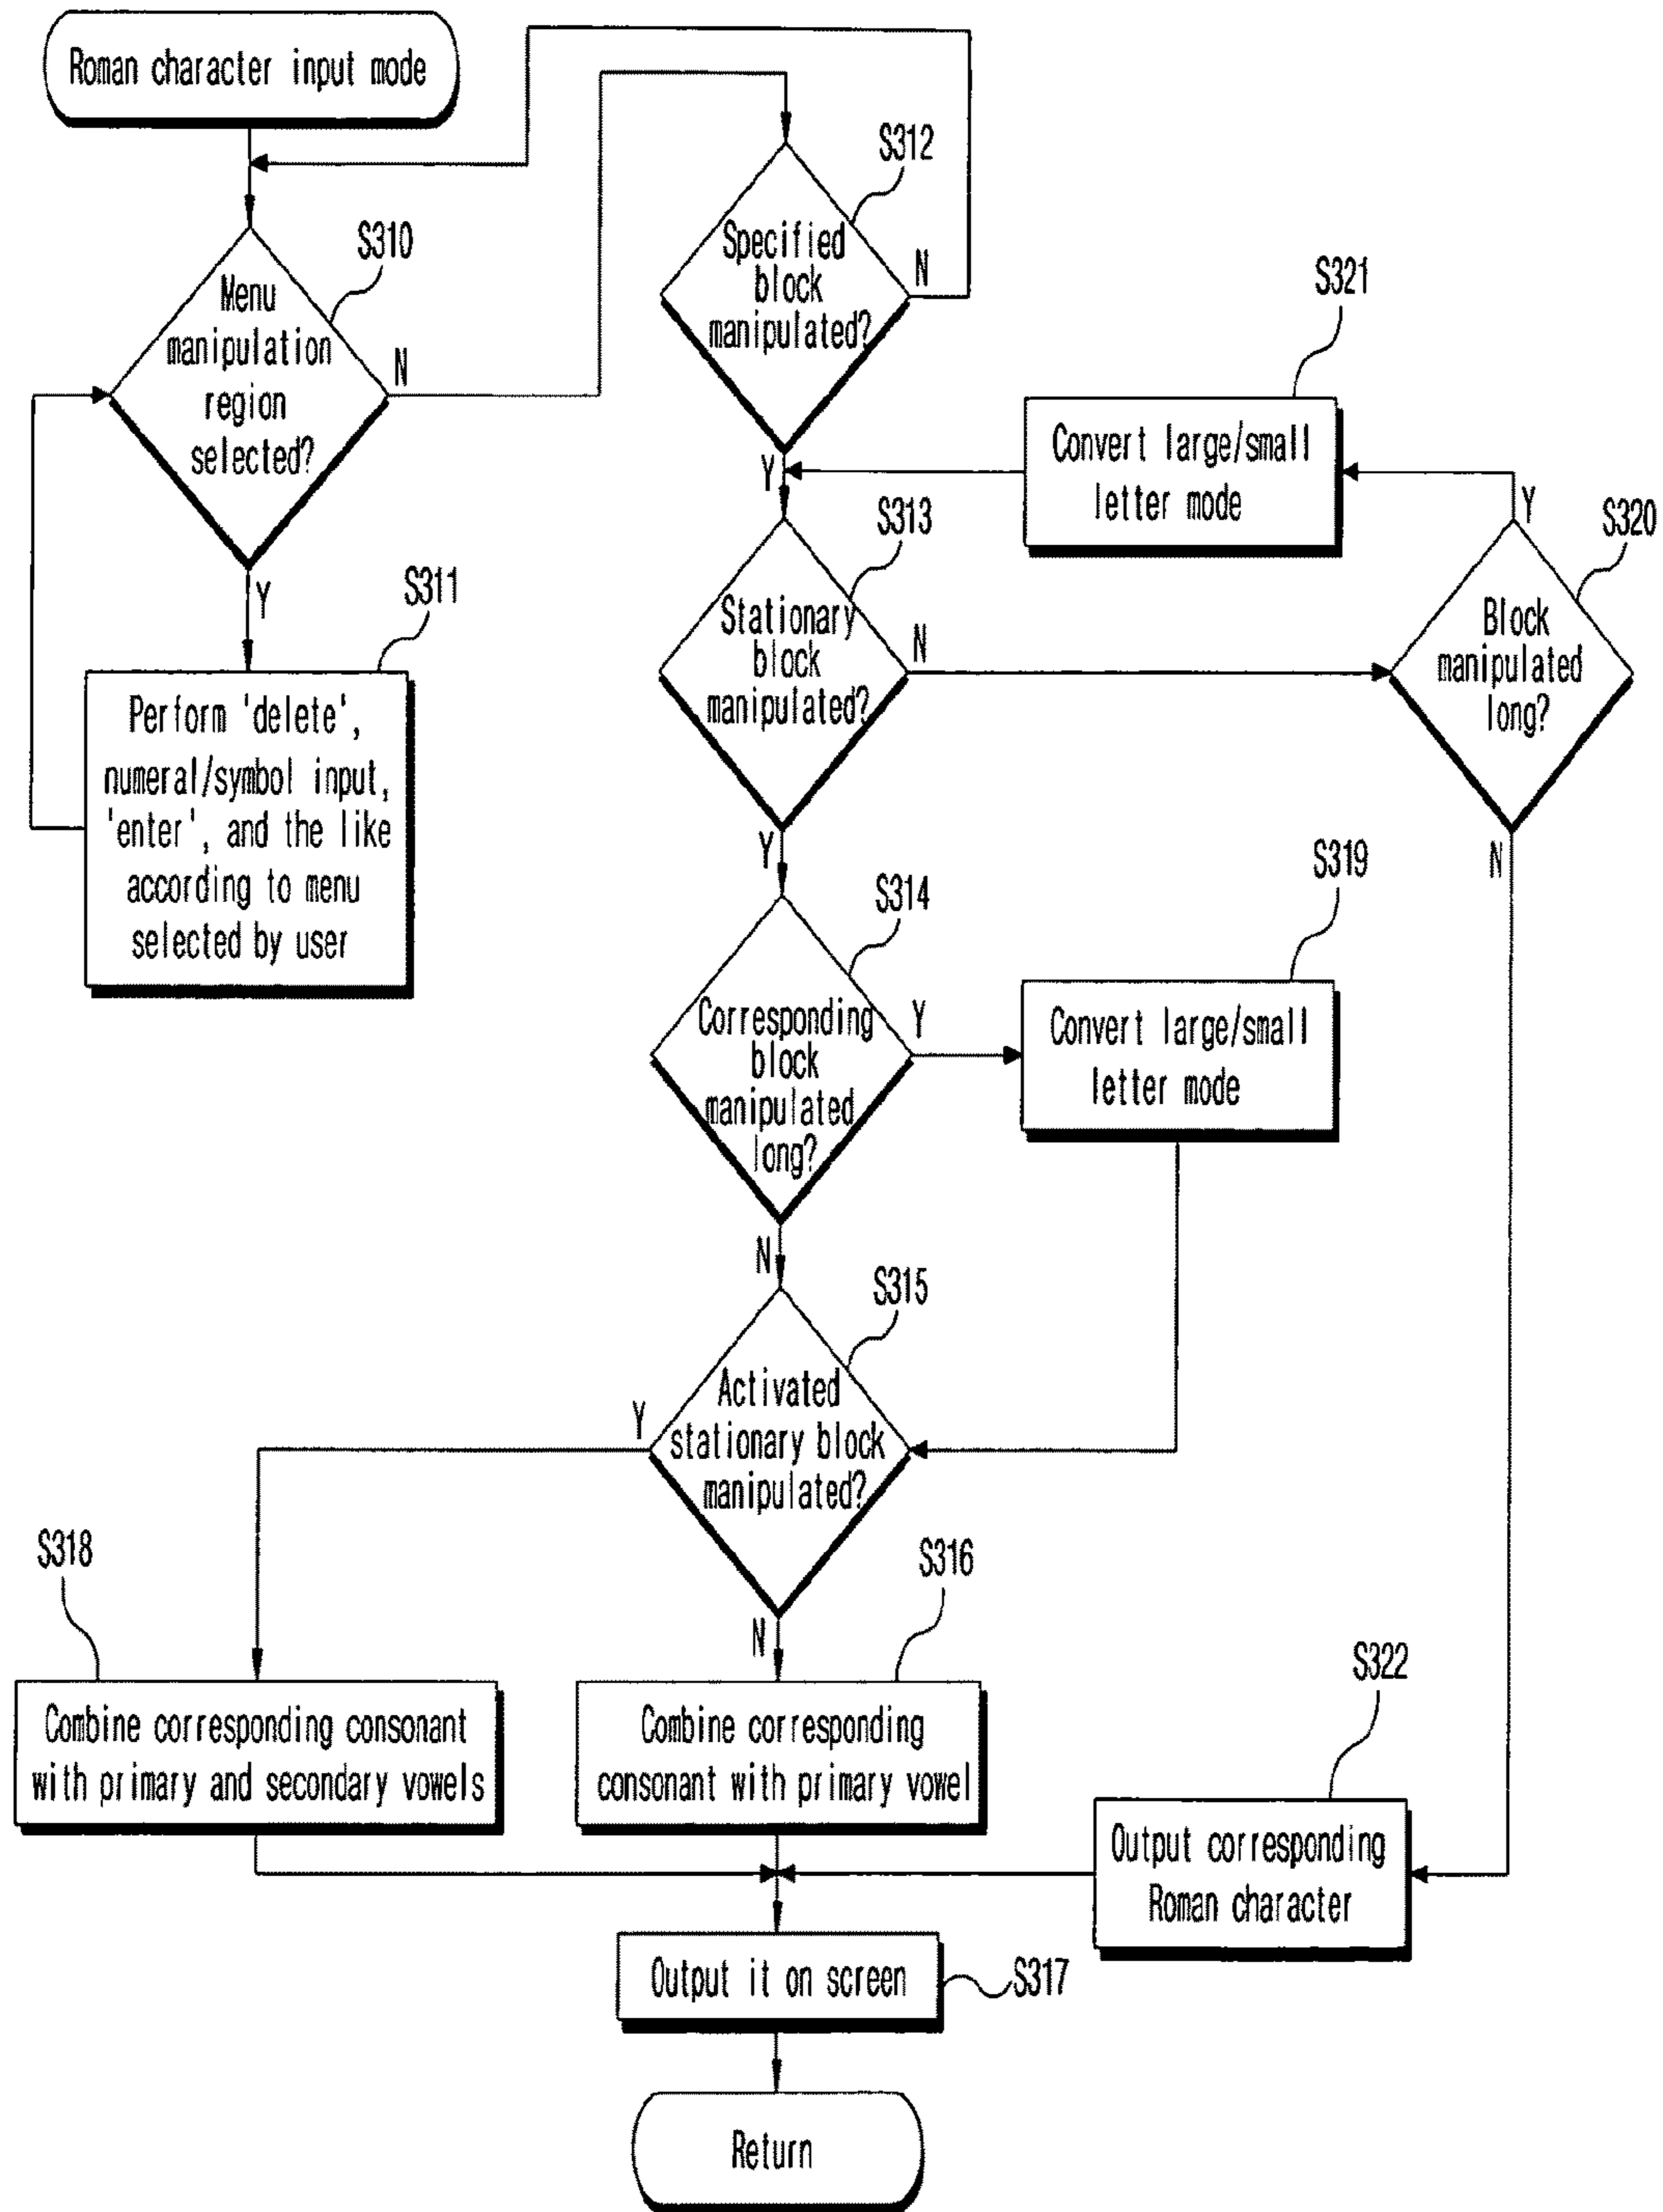 Roman character input mode
S310
Menu
manipulation
region
selected?
N
Y
S311
Perform 'delete',
numeral/symbol input,
'enter', and the like
according to menu
selected by user
S312
Specified
block
manipulated?
N
Y
S313
Stationary
block
manipulated?
N
Y
S321
Convert large/small
letter mode
S320
Block
manipulated
long?
Y
N
S314
Corresponding
block
manipulated
long?
Y
N
S319
Convert large/small
letter mode
S315
Activated
stationary block
manipulated?
Y
N
S318
Combine corresponding consonant
with primary and secondary vowels
S316
Combine corresponding
consonant with primary vowel
S322
Output corresponding
Roman character
Output it on screen
S317
Return